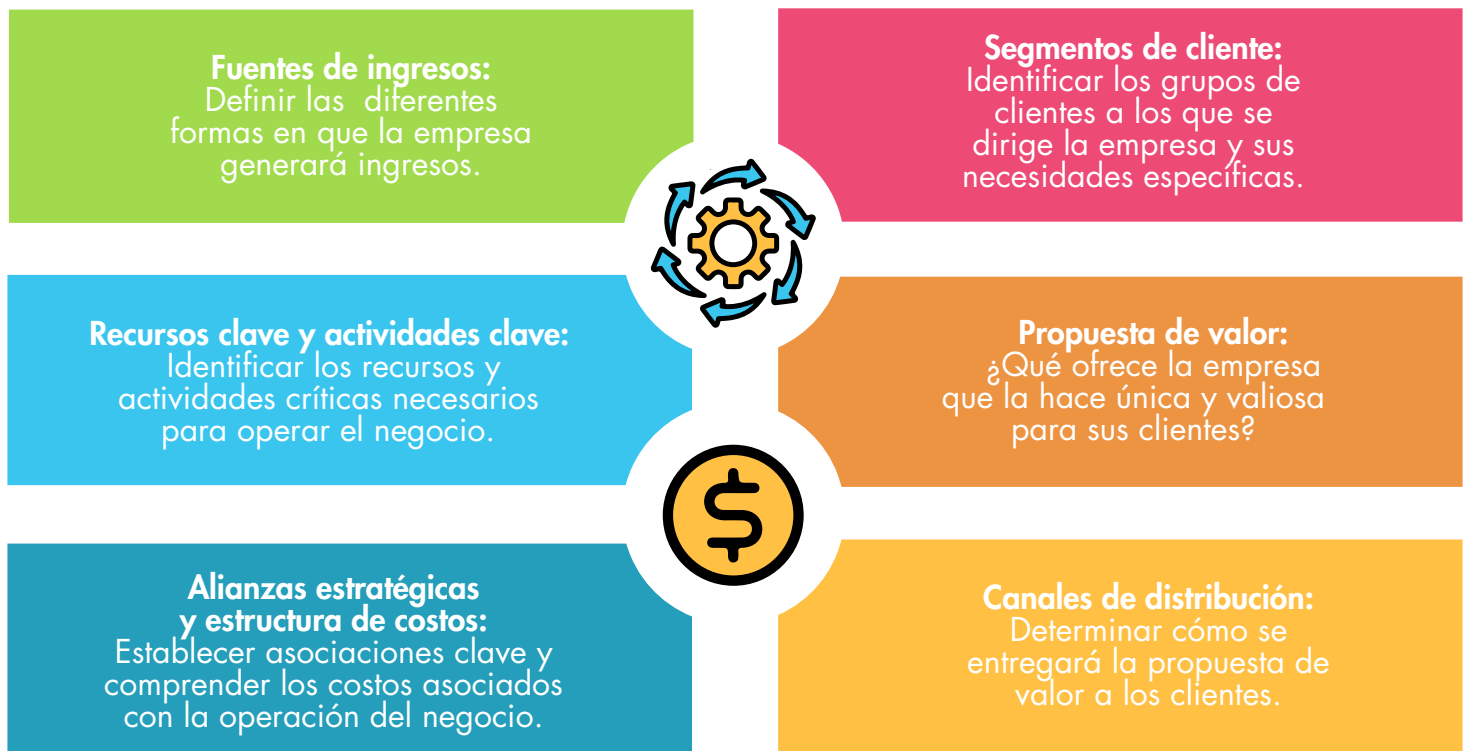 Fuentes de ingresos:
Definir las diferentes
formas en que la empresa
generará ingresos.
Segmentos de cliente:
Identificar los grupos de
clientes a los que se
dirige la empresa y sus
necesidades específicas.
Recursos clave y actividades clave:
Identificar los recursos y
actividades críticas necesarios
para operar el negocio.
Propuesta de valor:
¿Qué ofrece la empresa
que la hace única y valiosa
para sus clientes?
Alianzas estratégicas
y estructura de costos:
Establecer asociaciones clave y
comprender los costos asociados
con la operación del negocio.
Canales de distribución:
Determinar cómo se
entregará la propuesta de
valor a los clientes.
$